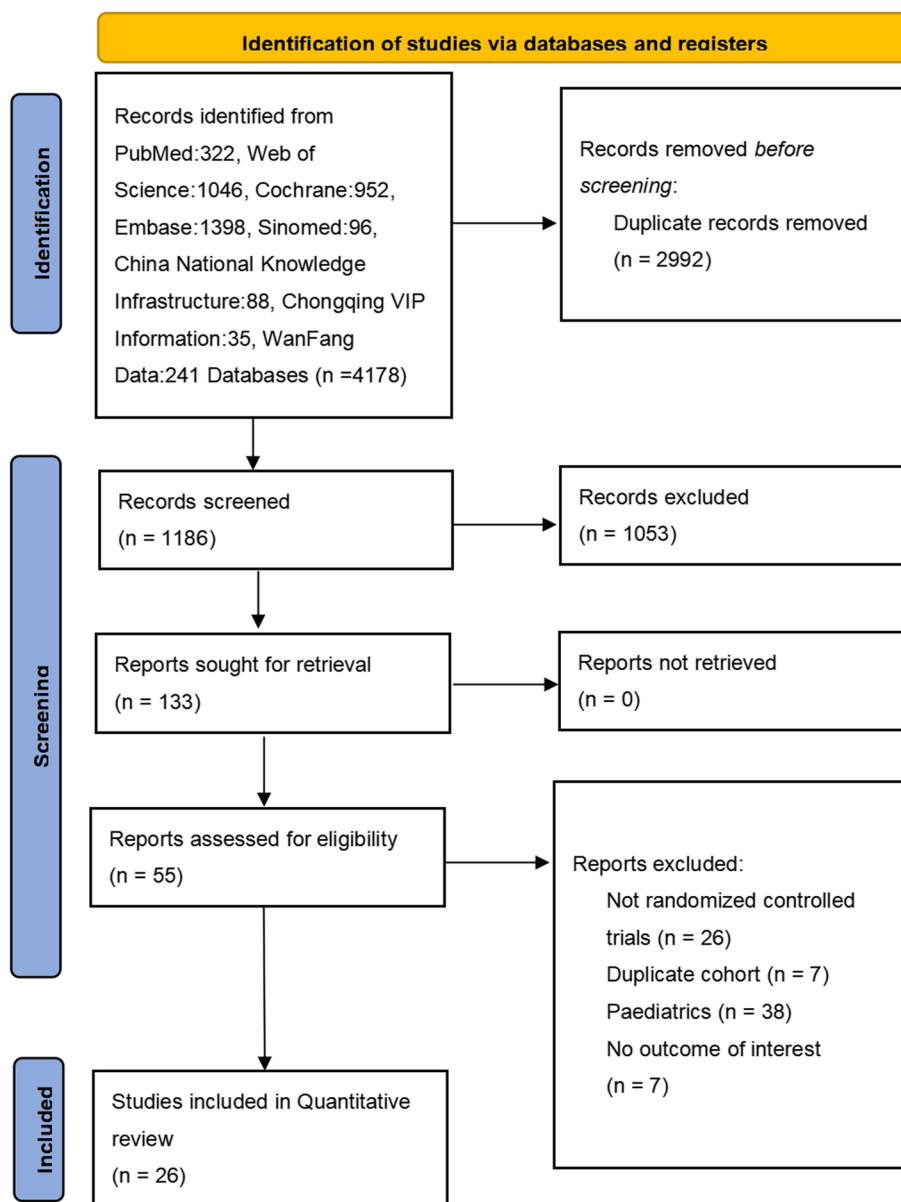 Identification of studies via databases and registers
Identification
Records identified from
PubMed:322, Web of
Science:1046, Cochrane:952,
Embase:1398, Sinomed:96,
China National Knowledge
Infrastructure:88, Chongqing VIP
Information:35, WanFang
Data:241 Databases (n =4178)
Records removed before
screening:
Duplicate records removed
(n = 2992)
Screening
Records screened
(n = 1186)
Records excluded
(n = 1053)
Reports sought for retrieval
(n = 133)
Reports not retrieved
(n = 0)
Reports assessed for eligibility
(n = 55)
Reports excluded:
Not randomized controlled
trials (n = 26)
Duplicate cohort (n = 7)
Paediatrics (n = 38)
No outcome of interest
(n = 7)
Included
Studies included in Quantitative
review
(n = 26)